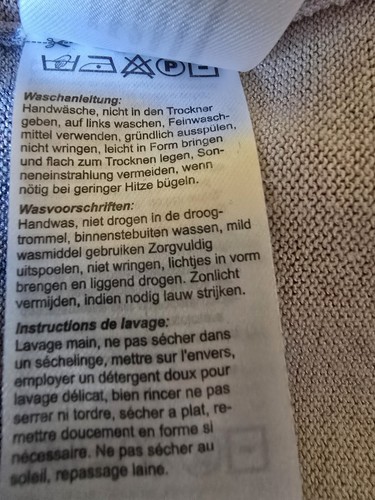 P
Waschanleitung:
Handwäsche, nicht in den Trockner
geben, auf links waschen, Feinwasch-
mittel verwenden, gründlich ausspülen,
nicht wringen, leicht in Form bringen
und flach zum Trocknen legen, Son-
neneinstrahlung vermeiden, wenn
nötig bei geringer Hitze bügeln.
Wasvoorschriften:
Handwas, niet drogen in de droog-
trommel, binnenstebuiten wassen, mild
wasmiddel gebruiken Zorgvuldig
uitspoelen, niet wringen, lichtjes in vorm
brengen en liggend drogen. Zonlicht
vermijden, indien nodig lauw strijken.
Instructions de lavage:
Lavage main, ne pas sécher dans
un séchelinge, mettre sur l'envers,
employer un détergent doux pour
lavage délicat, bien rincer ne pas
serrer ni tordre, sécher a plat, re-
mettre doucement en forme si
nécessaire. Ne pas sécher au
soleil, repassage laine.